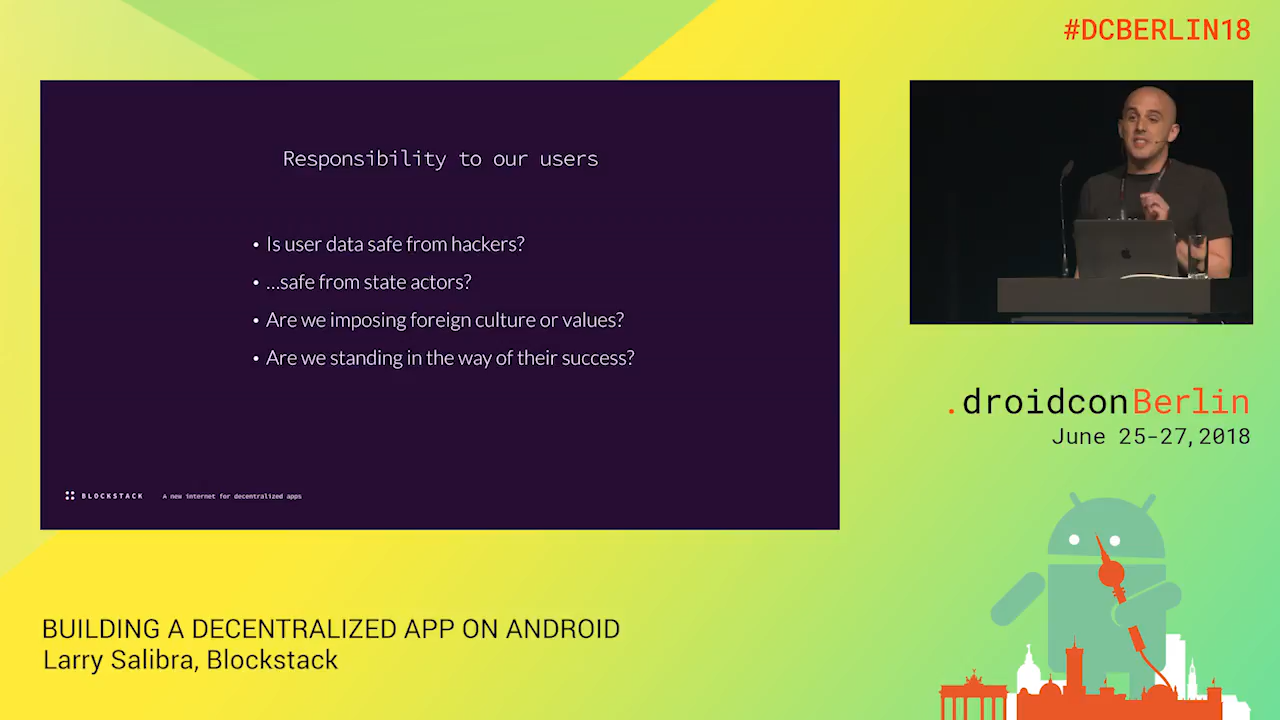 #DCBERLIN18
Responsibility to our users
• Is user data safe from hackers?
• ...safe from state actors?
• Are we imposing foreign culture or values?
• Are we standing in the way of their success?
BLOCKSTACK A new internet for decentralized apps
.droidconBerlin
June 25-27, 2018
BUILDING A DECENTRALIZED APP ON ANDROID
Larry Salibra, Blockstack